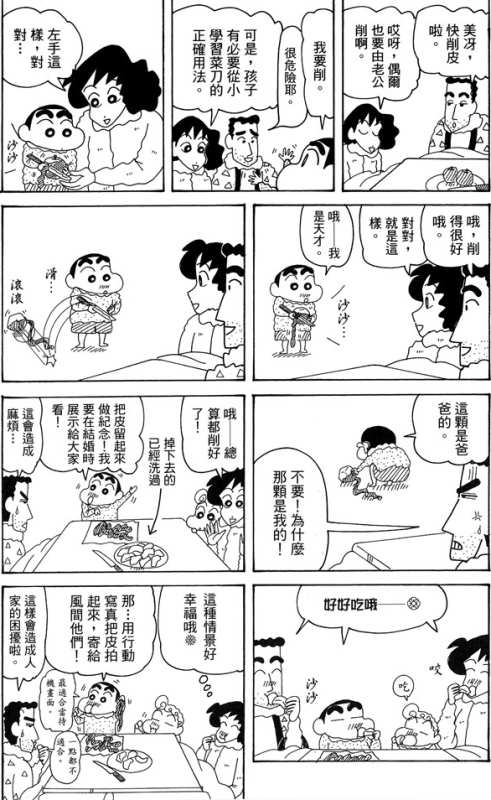 美冴，
快削皮
啦。
哎呀，偶爾
也要由老公
削啊。
我要削。
很危險耶。
可是，孩子
有必要從小
學習菜刀的
正確用法。
左手這
樣，對
對…
沙沙
哦，削
得很好
哦。
對對，
就是這
樣。
哦 我
是天才。
沙沙…
滑…
滾滾
這顆是爸
爸的。
不要！為什麼
那顆是我的！
哦 總
算都削好
了！
掉下去的
已經洗過
把皮留起來
做紀念！我
要在結婚時
展示給大家
看！
這會造成
麻煩…
好好吃哦——※
咬
吃
沙沙
這種情景好
幸福哦※
那…用行動
寫真把皮拍
起來，寄給
風間他們！
最適合當待
機畫面。
一點都不
適合。
這樣會造成人
家的困擾啦。